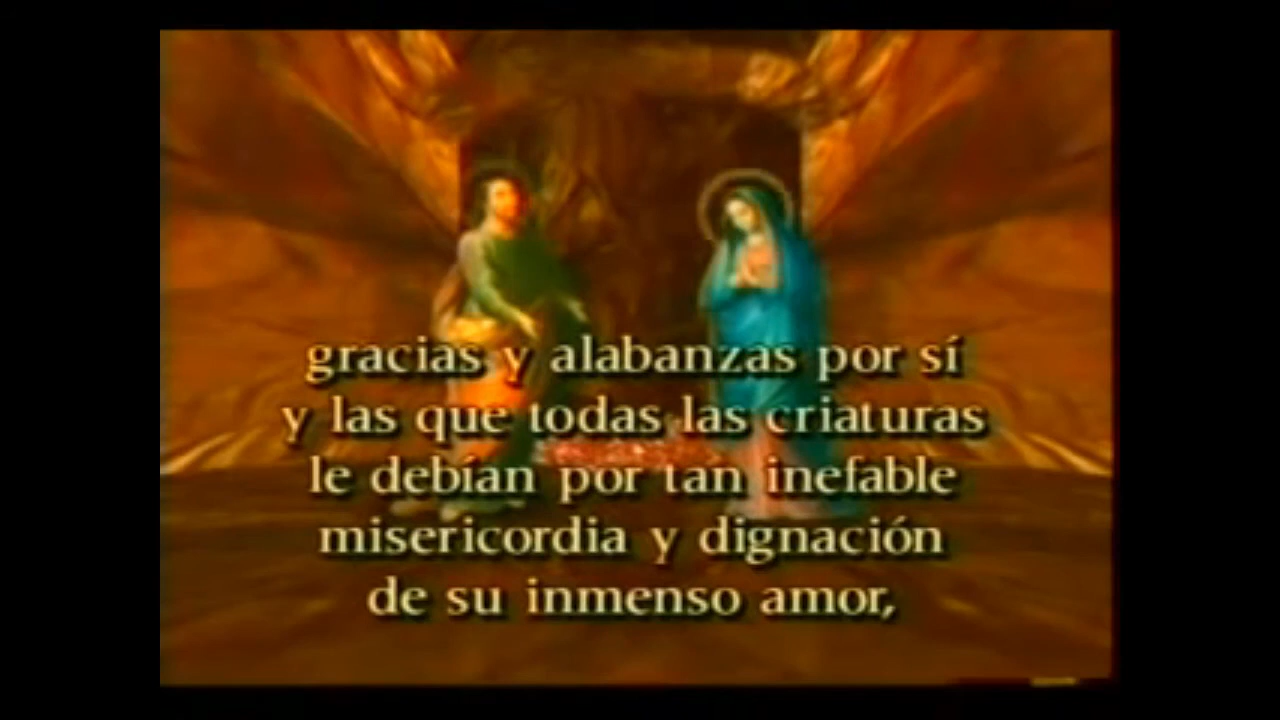 gracias y alabanzas por sí
y las que todas las criaturas
le debían por tan inefable
misericordia y dignación
de su inmenso amor,